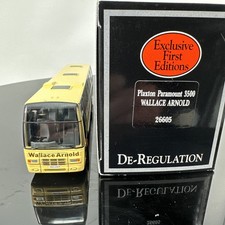 Exclusive
First
Editions
Plaxton Paramount 3500
WALLACE ARNOLD
26605
DE-REGULATION
Wallace Arnold